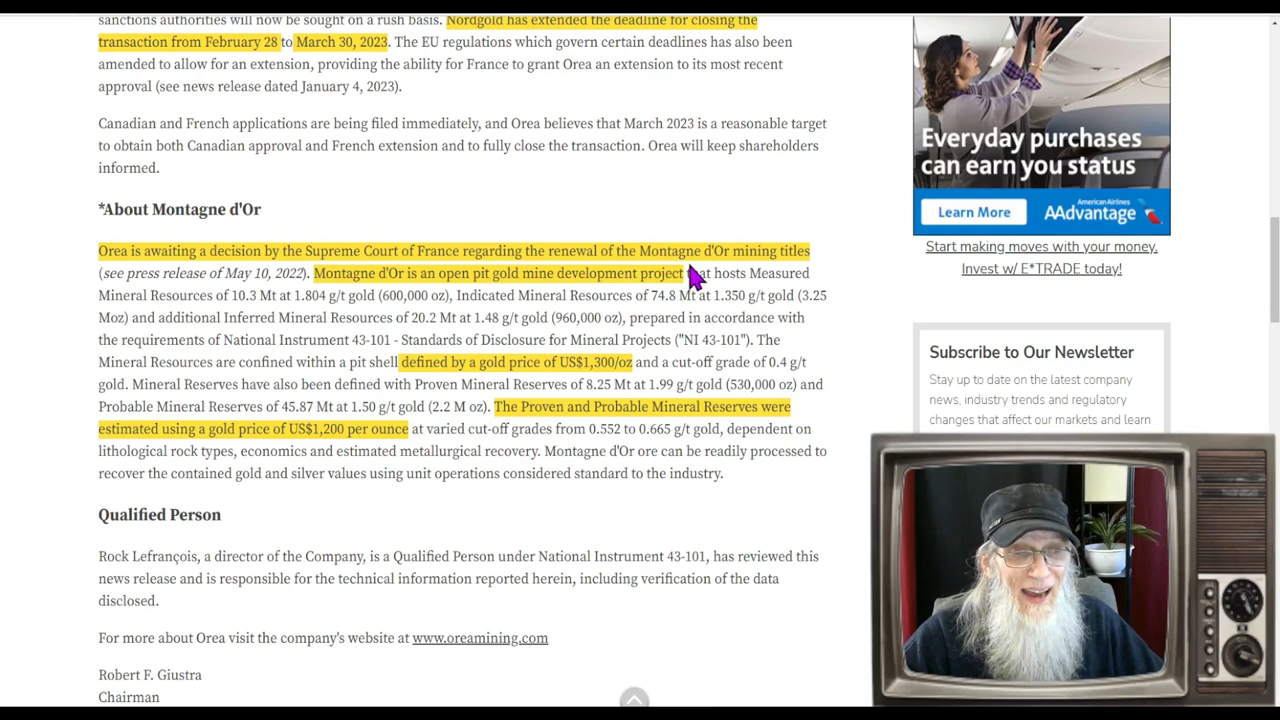 sanctions authorities will now be sought on a rush basis. Nordgold has extended the deadline for closing the
transaction from February 28 to March 30, 2023. The EU regulations which govern certain deadlines has also been
amended to allow for an extension, providing the ability for France to grant Orea an extension to its most recent
approval (see news release dated January 4, 2023).
Canadian and French applications are being filed immediately, and Orea believes that March 2023 is a reasonable target
to obtain both Canadian approval and French extension and to fully close the transaction. Orea will keep shareholders
informed.
*About Montagne d'Or
Orea is awaiting a decision by the Supreme Court of France regarding the renewal of the Montagne d'Or mining titles
(see press release of May 10, 2022). Montagne d'Or is an open pit gold mine development project that hosts Measured
Mineral Resources of 10.3 Mt at 1.804 g/t gold (600,000 oz), Indicated Mineral Resources of 74.8 Mt at 1.350 g/t gold (3.25
Moz) and additional Inferred Mineral Resources of 20.2 Mt at 1.48 g/t gold (960,000 oz), prepared in accordance with
the requirements of National Instrument 43-101 - Standards of Disclosure for Mineral Projects ("NI 43-101"). The
Mineral Resources are confined within a pit shell defined by a gold price of US$1,300/oz and a cut-off grade of 0.4 g/t
gold. Mineral Reserves have also been defined with Proven Mineral Reserves of 8.25 Mt at 1.99 g/t gold (530,000 oz) and
Probable Mineral Reserves of 45.87 Mt at 1.50 g/t gold (2.2 M oz). The Proven and Probable Mineral Reserves were
estimated using a gold price of US$1,200 per ounce at varied cut-off grades from 0.552 to 0.665 g/t gold, dependent on
lithological rock types, economics and estimated metallurgical recovery. Montagne d'Or ore can be readily processed to
recover the contained gold and silver values using unit operations considered standard to the industry.
Qualified Person
Rock Lefrançois, a director of the Company, is a Qualified Person under National Instrument 43-101, has reviewed this
news release and is responsible for the technical information reported herein, including verification of the data
disclosed.
For more about Orea visit the company's website at www.oreamining.com
Robert F. Giustra
Chairman
Everyday purchases
can earn you status
Learn More
American Airlines
AAdvantage
Start making moves with your money.
Invest w/ E*TRADE today!
Subscribe to Our Newsletter
Stay up to date on the latest company
news, industry trends and regulatory
changes that affect our markets and learn